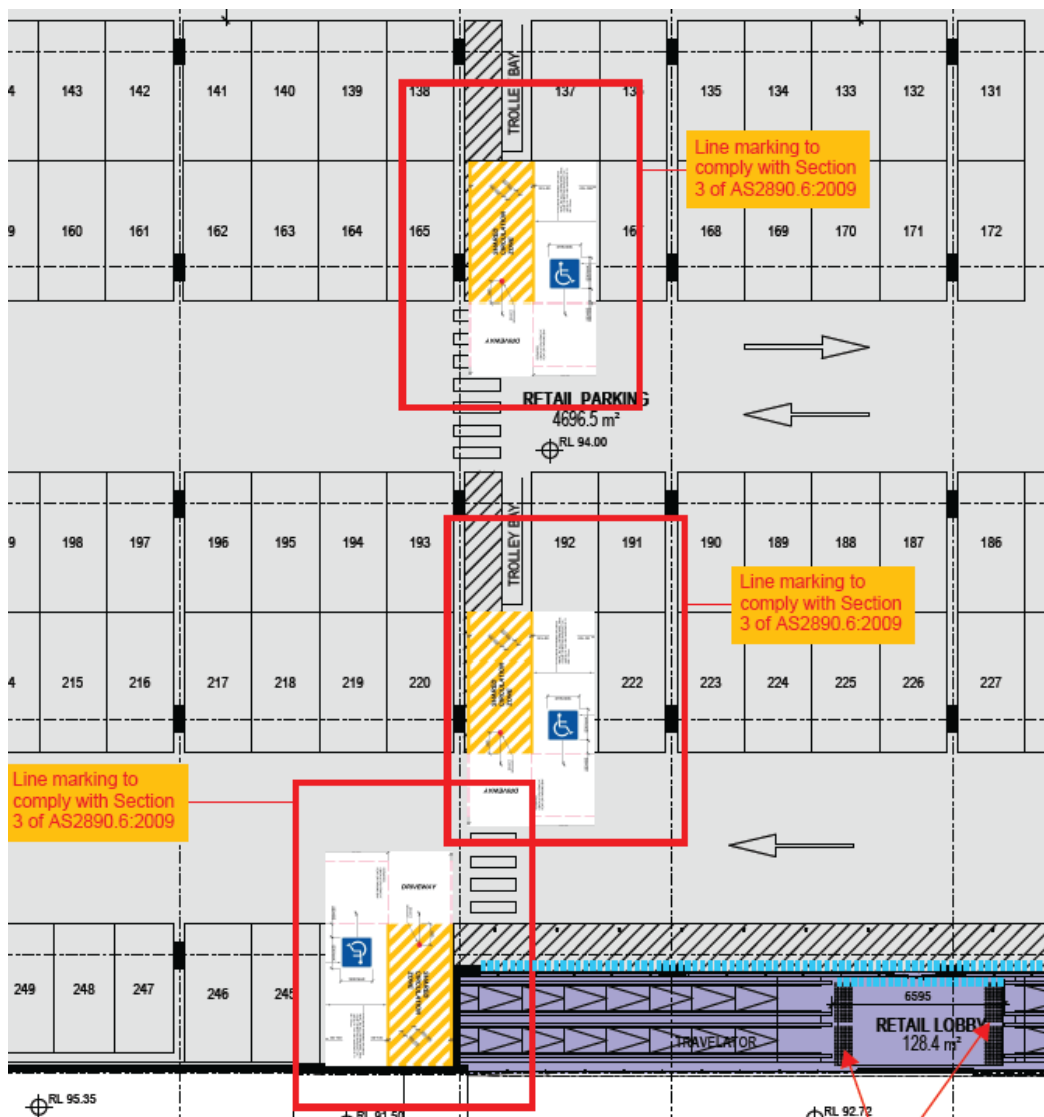 143 142 141 140 139 138 TROLLEY BAY 137 135 134 133 132 131
Line marking to
comply with Section
3 of AS2890.6:2009
160 161 162 163 164 165 168 169 170 171 172
SHARED
CIRCULATION
ZONE
DRIVEWAY
RETAIL PARKING
4696.5 m²
RL 94.00
198 197 196 195 194 193 TROLLEY BAY 192 191 190 189 188 187 186
Line marking to
comply with Section
3 of AS2890.6:2009
215 216 217 218 219 220 222 223 224 225 226 227
SHARED
CIRCULATION
ZONE
DRIVEWAY
Line marking to
comply with Section
3 of AS2890.6:2009
DRIVEWAY
SHARED
CIRCULATION
ZONE
249 248 247 246 245
6595
RETAIL LOBBY
128.4 m²
TRAVELATOR
RL 95.35
RL 91.50
RL 92.72